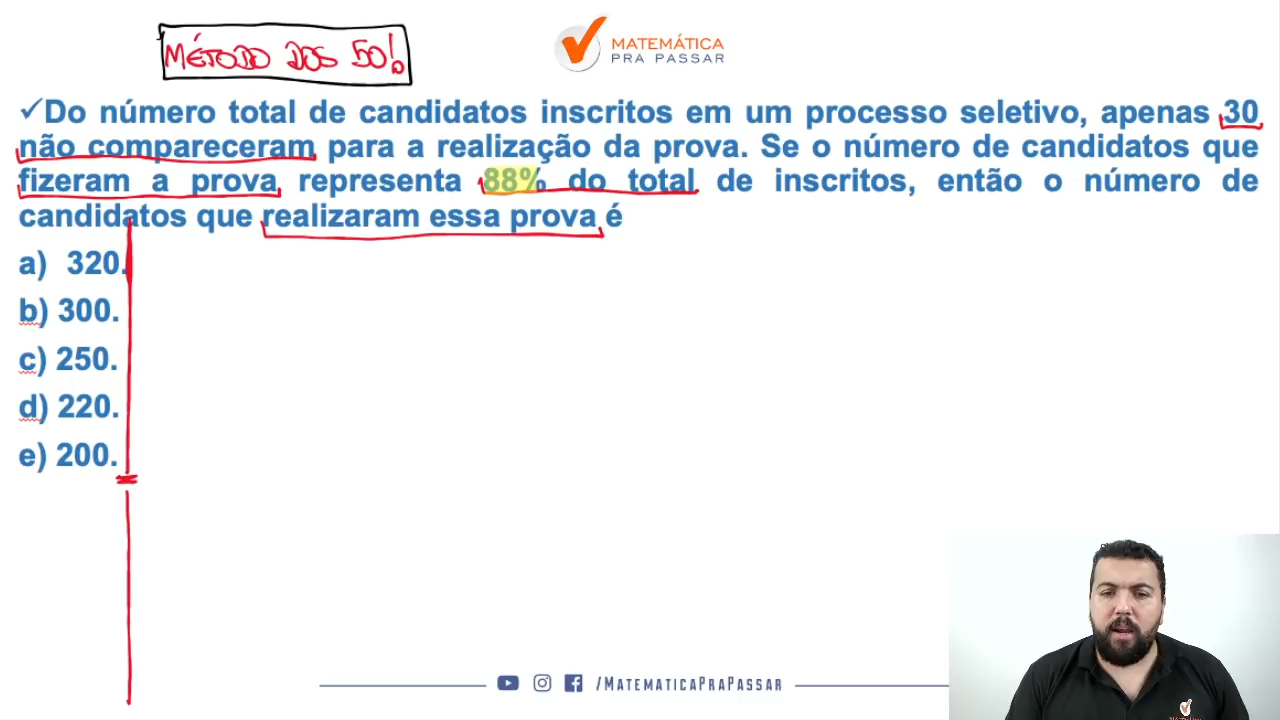 MÉTODO DOS 50!
MATEMÁTICA
PRA PASSAR
✓Do número total de candidatos inscritos em um processo seletivo, apenas 30
não compareceram para a realização da prova. Se o número de candidatos que
fizeram a prova representa 88% do total de inscritos, então o número de
candidatos que realizaram essa prova é
a) 320.
b) 300.
c) 250.
d) 220.
e) 200.
/MATEMATICAPRAPASSAR